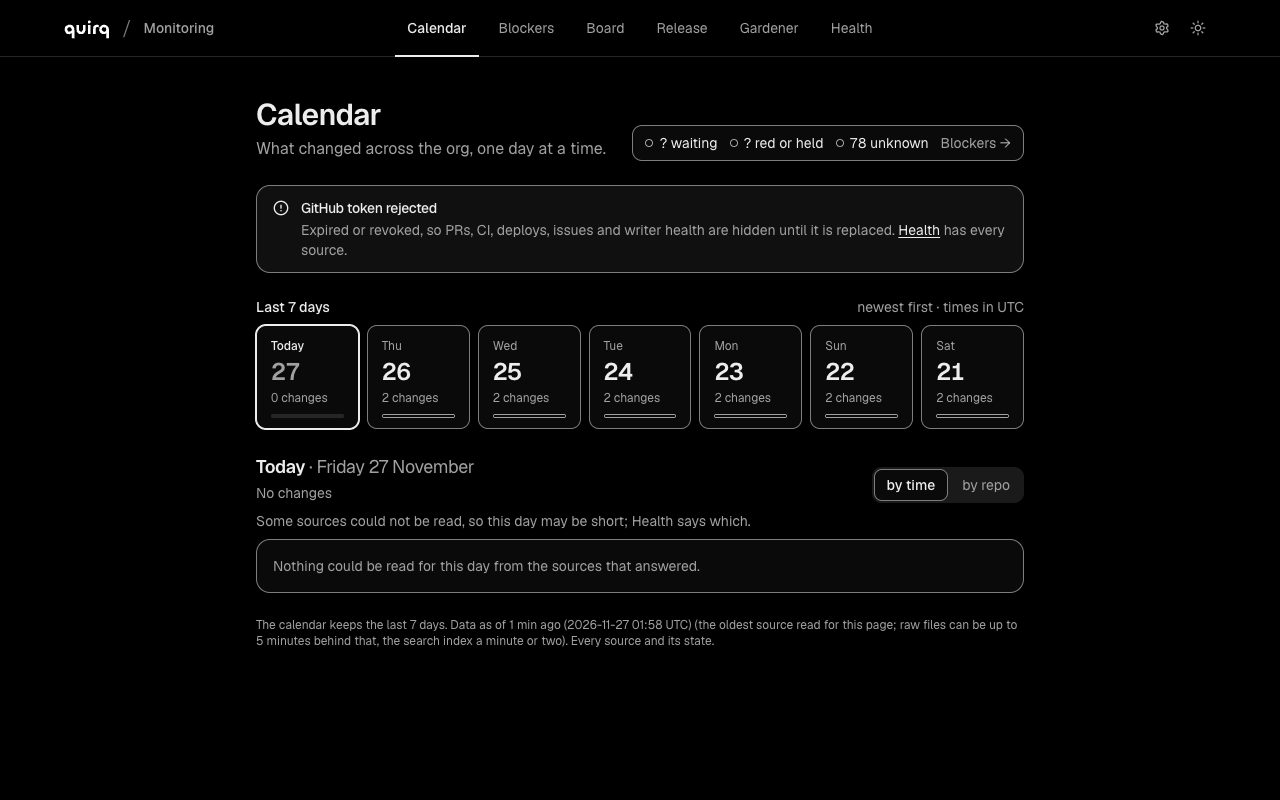 quirq / Monitoring
Calendar Blockers Board Release Gardener Health
Calendar
What changed across the org, one day at a time.
? waiting ? red or held 78 unknown Blockers →
GitHub token rejected
Expired or revoked, so PRs, CI, deploys, issues and writer health are hidden until it is replaced. Health has every
source.
Last 7 days
newest first · times in UTC
Today
27
0 changes
Thu
26
2 changes
Wed
25
2 changes
Tue
24
2 changes
Mon
23
2 changes
Sun
22
2 changes
Sat
21
2 changes
Today · Friday 27 November
No changes
by time by repo
Some sources could not be read, so this day may be short; Health says which.
Nothing could be read for this day from the sources that answered.
The calendar keeps the last 7 days. Data as of 1 min ago (2026-11-27 01:58 UTC) (the oldest source read for this page; raw files can be up to
5 minutes behind that, the search index a minute or two). Every source and its state.